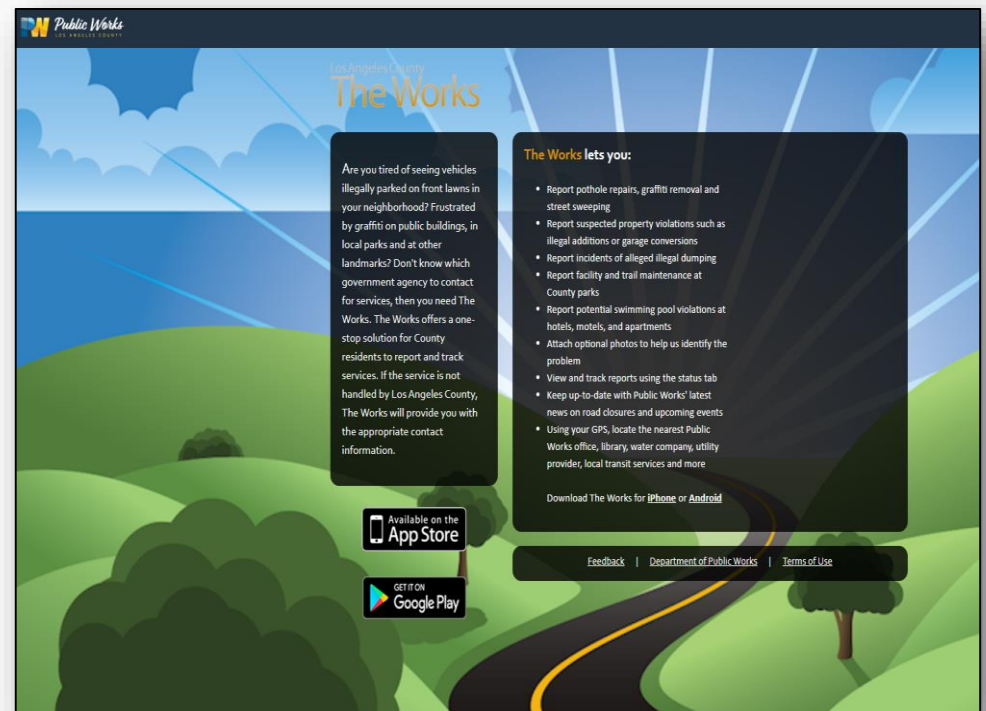 PW Public Works
LOS ANGELES COUNTY
Los Angeles County
The Works
Are you tired of seeing vehicles
illegally parked on front lawns in
your neighborhood? Frustrated
by graffiti on public buildings, in
local parks and at other
landmarks? Don't know which
government agency to contact
for services, then you need The
Works. The Works offers a one-
stop solution for County
residents to report and track
services. If the service is not
handled by Los Angeles County,
The Works will provide you with
the appropriate contact
information.
Available on the
App Store
GET IT ON
Google Play
The Works lets you:
• Report pothole repairs, graffiti removal and
street sweeping
• Report suspected property violations such as
illegal additions or garage conversions
• Report incidents of alleged illegal dumping
• Report facility and trail maintenance at
County parks
• Report potential swimming pool violations at
hotels, motels, and apartments
• Attach optional photos to help us identify the
problem
• View and track reports using the status tab
• Keep up-to-date with Public Works' latest
news on road closures and upcoming events
• Using your GPS, locate the nearest Public
Works office, library, water company, utility
provider, local transit services and more
Download The Works for iPhone or Android
Feedback | Department of Public Works | Terms of Use